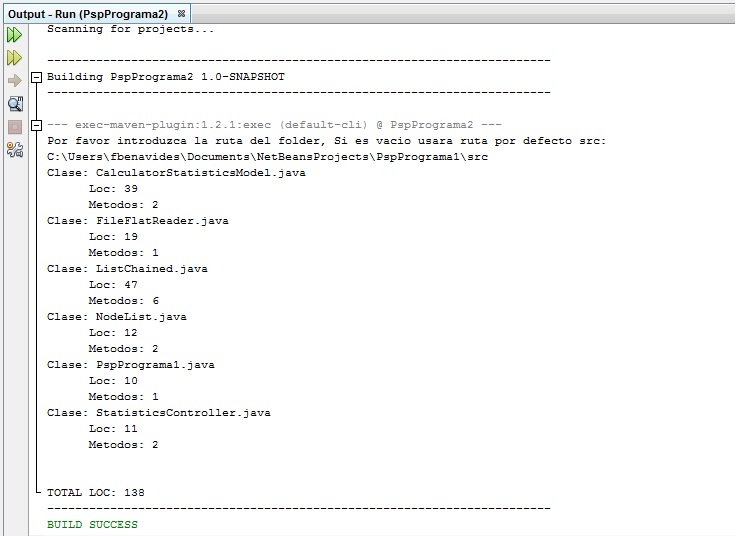 Output - Run (PspPrograma2)
Scanning for projects...
------------------------------------------------------------------------
Building PspPrograma2 1.0-SNAPSHOT
------------------------------------------------------------------------
--- exec-maven-plugin:1.2.1:exec (default-cli) @ PspPrograma2 ---
Por favor introduzca la ruta del folder, Si es vacio usara ruta por defecto src:
C:\Users\fbenavides\Documents\NetBeansProjects\PspPrograma1\src
Clase: CalculatorStatisticsModel.java
Loc: 39
Metodos: 2
Clase: FileFlatReader.java
Loc: 19
Metodos: 1
Clase: ListChained.java
Loc: 47
Metodos: 6
Clase: NodeList.java
Loc: 12
Metodos: 2
Clase: PspPrograma1.java
Loc: 10
Metodos: 1
Clase: StatisticsController.java
Loc: 11
Metodos: 2
TOTAL LOC: 138
------------------------------------------------------------------------
BUILD SUCCESS